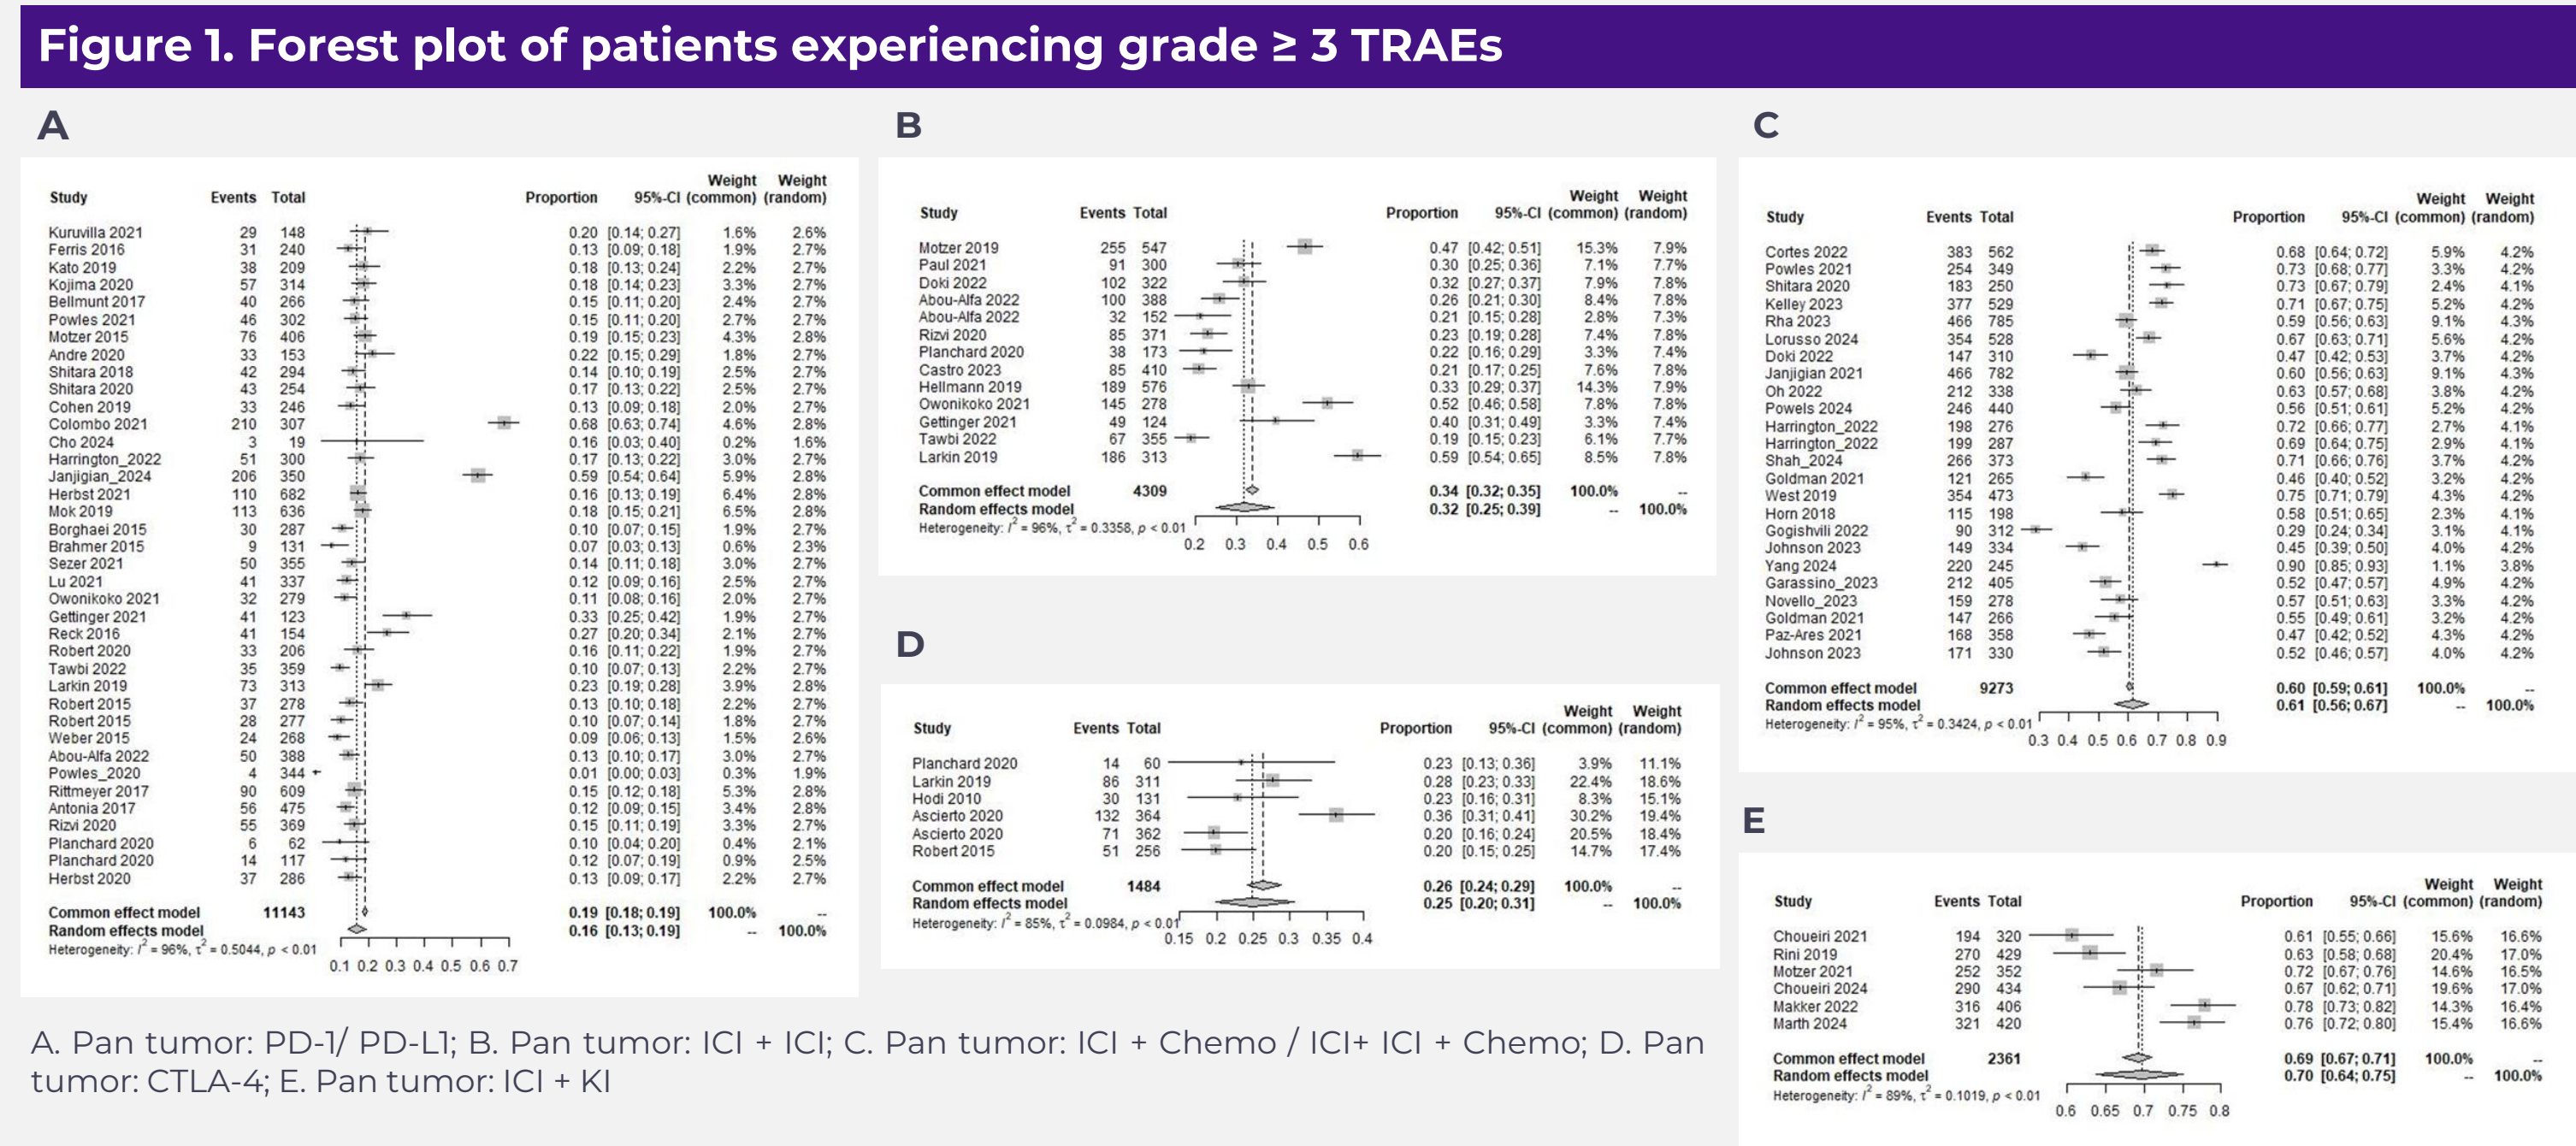 Figure 1. Forest plot of patients experiencing grade ≥ 3 TRAEs
A
Weight Weight
Study Events Total Proportion 95%-CI (common) (random)
Kuruvilla 2021 29 148 0.20 [0.14; 0.27] 1.6% 2.6%
Ferris 2016 31 240 0.13 [0.09; 0.18] 1.9% 2.7%
Kato 2019 38 209 0.18 [0.13; 0.24] 2.2% 2.7%
Kojima 2020 57 314 0.18 [0.14; 0.23] 3.3% 2.7%
Bellmunt 2017 40 266 0.15 [0.11; 0.20] 2.4% 2.7%
Powles 2021 46 302 0.15 [0.11; 0.20] 2.7% 2.7%
Motzer 2015 76 406 0.19 [0.15; 0.23] 4.3% 2.8%
Andre 2020 33 153 0.22 [0.15; 0.29] 1.8% 2.7%
Shitara 2018 42 294 0.14 [0.10; 0.19] 2.5% 2.7%
Shitara 2020 43 254 0.17 [0.13; 0.22] 2.5% 2.7%
Cohen 2019 33 246 0.13 [0.09; 0.18] 2.0% 2.7%
Colombo 2021 210 307 0.68 [0.63; 0.74] 4.6% 2.8%
Cho 2024 3 19 0.16 [0.03; 0.40] 0.2% 1.6%
Harrington_2022 51 300 0.17 [0.13; 0.22] 3.0% 2.7%
Janjigian_2024 206 350 0.59 [0.54; 0.64] 5.9% 2.8%
Herbst 2021 110 682 0.16 [0.13; 0.19] 6.4% 2.8%
Mok 2019 113 636 0.18 [0.15; 0.21] 6.5% 2.8%
Borghaei 2015 30 287 0.10 [0.07; 0.15] 1.9% 2.7%
Brahmer 2015 9 131 0.07 [0.03; 0.13] 0.6% 2.3%
Sezer 2021 50 355 0.14 [0.11; 0.18] 3.0% 2.7%
Lu 2021 41 337 0.12 [0.09; 0.16] 2.5% 2.7%
Owonikoko 2021 32 279 0.11 [0.08; 0.16] 2.0% 2.7%
Gettinger 2021 41 123 0.33 [0.25; 0.42] 1.9% 2.7%
Reck 2016 41 154 0.27 [0.20; 0.34] 2.1% 2.7%
Robert 2020 33 206 0.16 [0.11; 0.22] 1.9% 2.7%
Tawbi 2022 35 359 0.10 [0.07; 0.13] 2.2% 2.7%
Larkin 2019 73 313 0.23 [0.19; 0.28] 3.9% 2.8%
Robert 2015 37 278 0.13 [0.10; 0.18] 2.2% 2.7%
Robert 2015 28 277 0.10 [0.07; 0.14] 1.8% 2.7%
Weber 2015 24 268 0.09 [0.06; 0.13] 1.5% 2.6%
Abou-Alfa 2022 50 388 0.13 [0.10; 0.17] 3.0% 2.7%
Powles_2020 4 344 0.01 [0.00; 0.03] 0.3% 1.9%
Rittmeyer 2017 90 609 0.15 [0.12; 0.18] 5.3% 2.8%
Antonia 2017 56 475 0.12 [0.09; 0.15] 3.4% 2.8%
Rizvi 2020 55 369 0.15 [0.11; 0.19] 3.3% 2.7%
Planchard 2020 6 62 0.10 [0.04; 0.20] 0.4% 2.1%
Planchard 2020 14 117 0.12 [0.07; 0.19] 0.9% 2.5%
Herbst 2020 37 286 0.13 [0.09; 0.17] 2.2% 2.7%
Common effect model 11143 0.19 [0.18; 0.19] 100.0% --
Random effects model 0.16 [0.13; 0.19] -- 100.0%
Heterogeneity: I² = 96%, τ² = 0.5044, p < 0.01
0.1 0.2 0.3 0.4 0.5 0.6 0.7
B
Weight Weight
Study Events Total Proportion 95%-CI (common) (random)
Motzer 2019 255 547 0.47 [0.42; 0.51] 15.3% 7.9%
Paul 2021 91 300 0.30 [0.25; 0.36] 7.1% 7.7%
Doki 2022 102 322 0.32 [0.27; 0.37] 7.9% 7.8%
Abou-Alfa 2022 100 388 0.26 [0.21; 0.30] 8.4% 7.8%
Abou-Alfa 2022 32 152 0.21 [0.15; 0.28] 2.8% 7.3%
Rizvi 2020 85 371 0.23 [0.19; 0.28] 7.4% 7.8%
Planchard 2020 38 173 0.22 [0.16; 0.29] 3.3% 7.4%
Castro 2023 85 410 0.21 [0.17; 0.25] 7.6% 7.8%
Hellmann 2019 189 576 0.33 [0.29; 0.37] 14.3% 7.9%
Owonikoko 2021 145 278 0.52 [0.46; 0.58] 7.8% 7.8%
Gettinger 2021 49 124 0.40 [0.31; 0.49] 3.3% 7.4%
Tawbi 2022 67 355 0.19 [0.15; 0.23] 6.1% 7.7%
Larkin 2019 186 313 0.59 [0.54; 0.65] 8.5% 7.8%
Common effect model 4309 0.34 [0.32; 0.35] 100.0% --
Random effects model 0.32 [0.25; 0.39] -- 100.0%
Heterogeneity: I² = 96%, τ² = 0.3358, p < 0.01
0.2 0.3 0.4 0.5 0.6
C
Weight Weight
Study Events Total Proportion 95%-CI (common) (random)
Cortes 2022 383 562 0.68 [0.64; 0.72] 5.9% 4.2%
Powles 2021 254 349 0.73 [0.68; 0.77] 3.3% 4.2%
Shitara 2020 183 250 0.73 [0.67; 0.79] 2.4% 4.1%
Kelley 2023 377 529 0.71 [0.67; 0.75] 5.2% 4.2%
Rha 2023 466 785 0.59 [0.56; 0.63] 9.1% 4.3%
Lorusso 2024 354 528 0.67 [0.63; 0.71] 5.6% 4.2%
Doki 2022 147 310 0.47 [0.42; 0.53] 3.7% 4.2%
Janjigian 2021 466 782 0.60 [0.56; 0.63] 9.1% 4.3%
Oh 2022 212 338 0.63 [0.57; 0.68] 3.8% 4.2%
Powels 2024 246 440 0.56 [0.51; 0.61] 5.2% 4.2%
Harrington_2022 198 276 0.72 [0.66; 0.77] 2.7% 4.1%
Harrington_2022 199 287 0.69 [0.64; 0.75] 2.9% 4.1%
Shah_2024 266 373 0.71 [0.66; 0.76] 3.7% 4.2%
Goldman 2021 121 265 0.46 [0.40; 0.52] 3.2% 4.2%
West 2019 354 473 0.75 [0.71; 0.79] 4.3% 4.2%
Horn 2018 115 198 0.58 [0.51; 0.65] 2.3% 4.1%
Gogishvili 2022 90 312 0.29 [0.24; 0.34] 3.1% 4.1%
Johnson 2023 149 334 0.45 [0.39; 0.50] 4.0% 4.2%
Yang 2024 220 245 0.90 [0.85; 0.93] 1.1% 3.8%
Garassino_2023 212 405 0.52 [0.47; 0.57] 4.9% 4.2%
Novello_2023 159 278 0.57 [0.51; 0.63] 3.3% 4.2%
Goldman 2021 147 266 0.55 [0.49; 0.61] 3.2% 4.2%
Paz-Ares 2021 168 358 0.47 [0.42; 0.52] 4.3% 4.2%
Johnson 2023 171 330 0.52 [0.46; 0.57] 4.0% 4.2%
Common effect model 9273 0.60 [0.59; 0.61] 100.0% --
Random effects model 0.61 [0.56; 0.67] -- 100.0%
Heterogeneity: I² = 95%, τ² = 0.3424, p < 0.01
0.3 0.4 0.5 0.6 0.7 0.8 0.9
D
Weight Weight
Study Events Total Proportion 95%-CI (common) (random)
Planchard 2020 14 60 0.23 [0.13; 0.36] 3.9% 11.1%
Larkin 2019 86 311 0.28 [0.23; 0.33] 22.4% 18.6%
Hodi 2010 30 131 0.23 [0.16; 0.31] 8.3% 15.1%
Ascierto 2020 132 364 0.36 [0.31; 0.41] 30.2% 19.4%
Ascierto 2020 71 362 0.20 [0.16; 0.24] 20.5% 18.4%
Robert 2015 51 256 0.20 [0.15; 0.25] 14.7% 17.4%
Common effect model 1484 0.26 [0.24; 0.29] 100.0% --
Random effects model 0.25 [0.20; 0.31] -- 100.0%
Heterogeneity: I² = 85%, τ² = 0.0984, p < 0.01
0.15 0.2 0.25 0.3 0.35 0.4
E
Weight Weight
Study Events Total Proportion 95%-CI (common) (random)
Choueiri 2021 194 320 0.61 [0.55; 0.66] 15.6% 16.6%
Rini 2019 270 429 0.63 [0.58; 0.68] 20.4% 17.0%
Motzer 2021 252 352 0.72 [0.67; 0.76] 14.6% 16.5%
Choueiri 2024 290 434 0.67 [0.62; 0.71] 19.6% 17.0%
Makker 2022 316 406 0.78 [0.73; 0.82] 14.3% 16.4%
Marth 2024 321 420 0.76 [0.72; 0.80] 15.4% 16.6%
Common effect model 2361 0.69 [0.67; 0.71] 100.0% --
Random effects model 0.70 [0.64; 0.75] -- 100.0%
Heterogeneity: I² = 89%, τ² = 0.1019, p < 0.01
0.6 0.65 0.7 0.75 0.8
A. Pan tumor: PD-1/ PD-L1; B. Pan tumor: ICI + ICI; C. Pan tumor: ICI + Chemo / ICI+ ICI + Chemo; D. Pan
tumor: CTLA-4; E. Pan tumor: ICI + KI